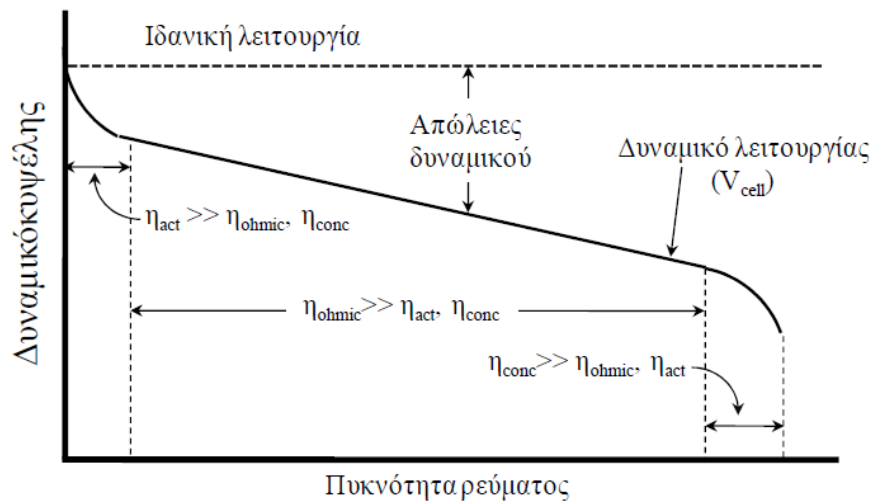 Ιδανική λειτουργία
Απώλειες
δυναμικού
Δυναμικό λειτουργίας
(Vcell)
ηact >> ηohmic, ηconc
ηohmic>> ηact, ηconc
ηconc>> ηohmic, ηact
Δυναμικόκυψέλης
Πυκνότητα ρεύματος